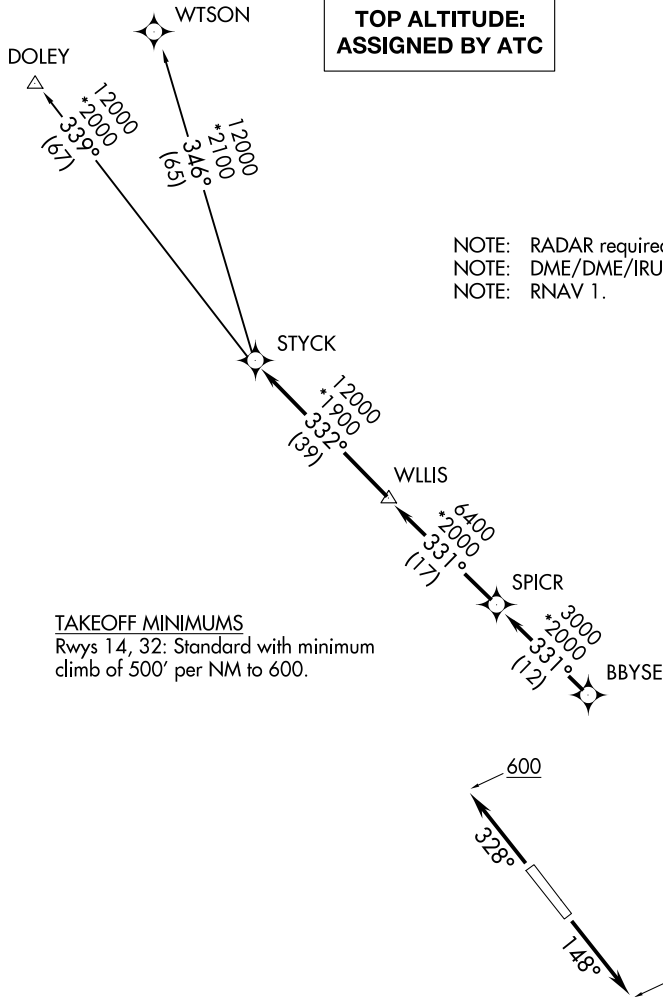 TOP ALTITUDE:
ASSIGNED BY ATC
WTSON
DOLEY
12000
*2000
339°
(67)
12000
*2100
346°
(65)
NOTE: RADAR required
NOTE: DME/DME/IRU
NOTE: RNAV 1.
STYCK
12000
*1900
332°
(39)
WLLIS
6400
*2000
331°
(17)
SPICR
3000
*2000
331°
(12)
BBYSE
TAKEOFF MINIMUMS
Rwys 14, 32: Standard with minimum
climb of 500' per NM to 600.
600
328°
148°